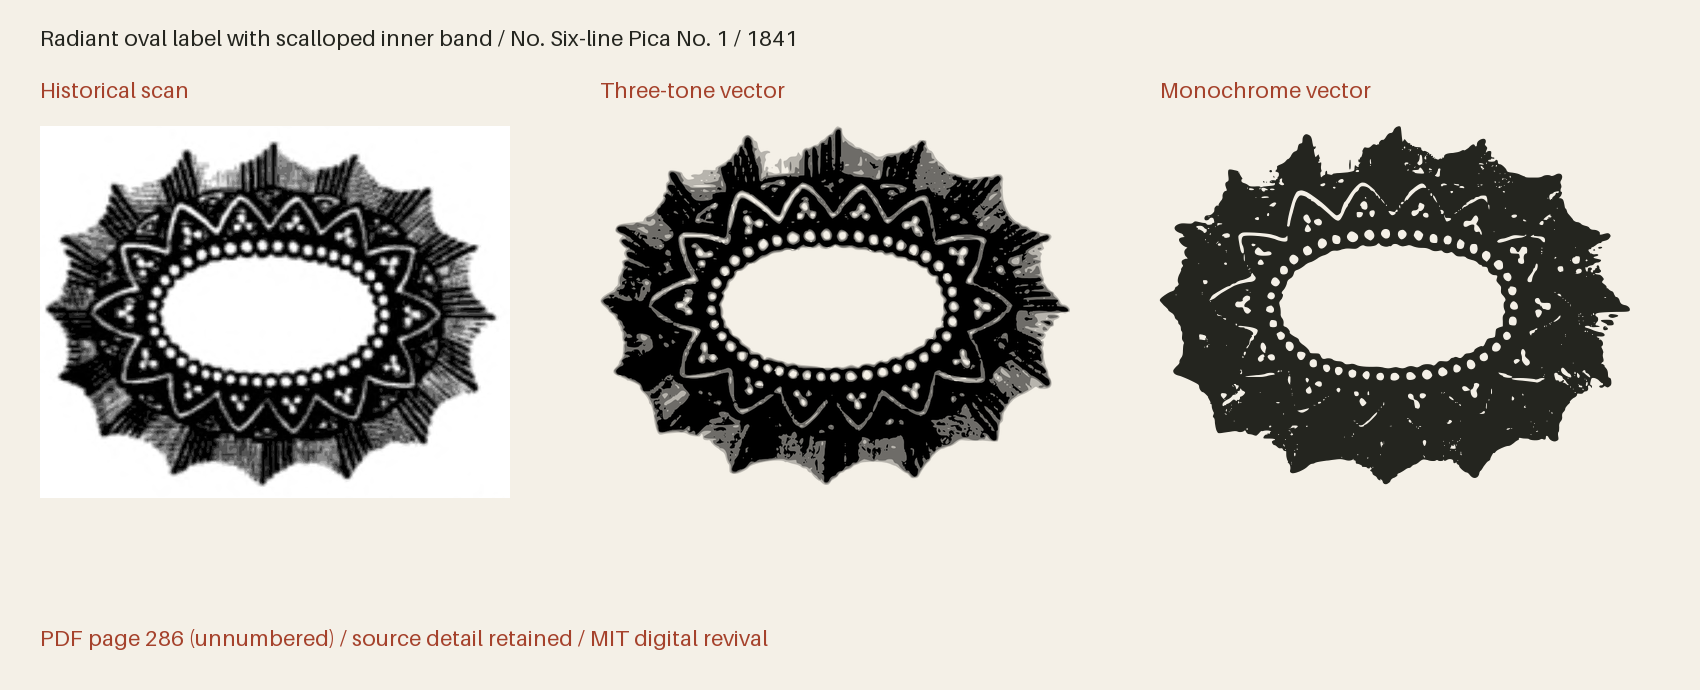 Radiant oval label with scalloped inner band / No. Six-line Pica No. 1 / 1841
Historical scan
Three-tone vector
Monochrome vector
PDF page 286 (unnumbered) / source detail retained / MIT digital revival